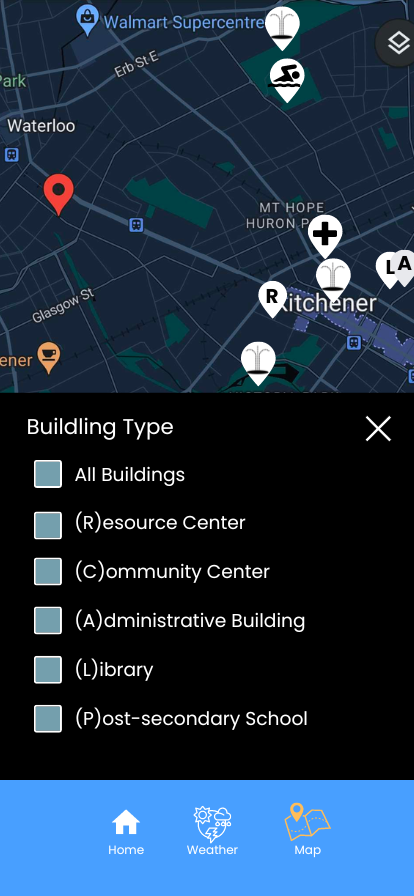 Walmart Supercentre
Erb St E
Park
Waterloo
MT HOPE
HURON P
L
A
R
Kitchener
Glasgow St
ener
Buildling Type
All Buildings
(R)esource Center
(C)ommunity Center
(A)dministrative Building
(L)ibrary
(P)ost-secondary School
Home
Weather
Map